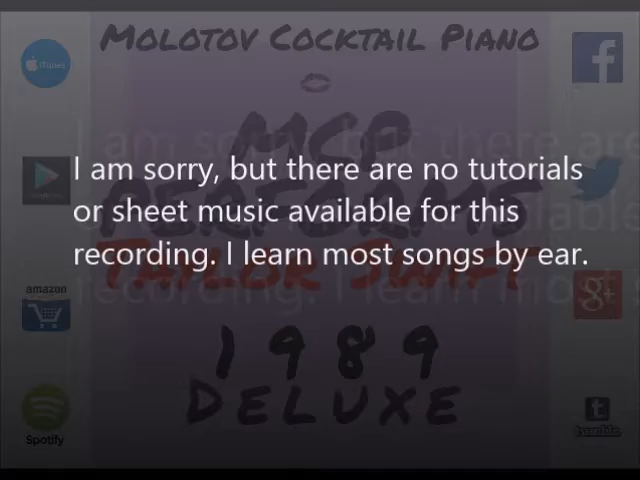 Molotov Cocktail Piano
iTunes
MCP
I am sorry, but there are no tutorials
or sheet music available for this
recording. I learn most songs by ear.
PERFORMS
Taylor Swift
amazon
1989
Deluxe
Spotify
f
g+
t
tumblr.